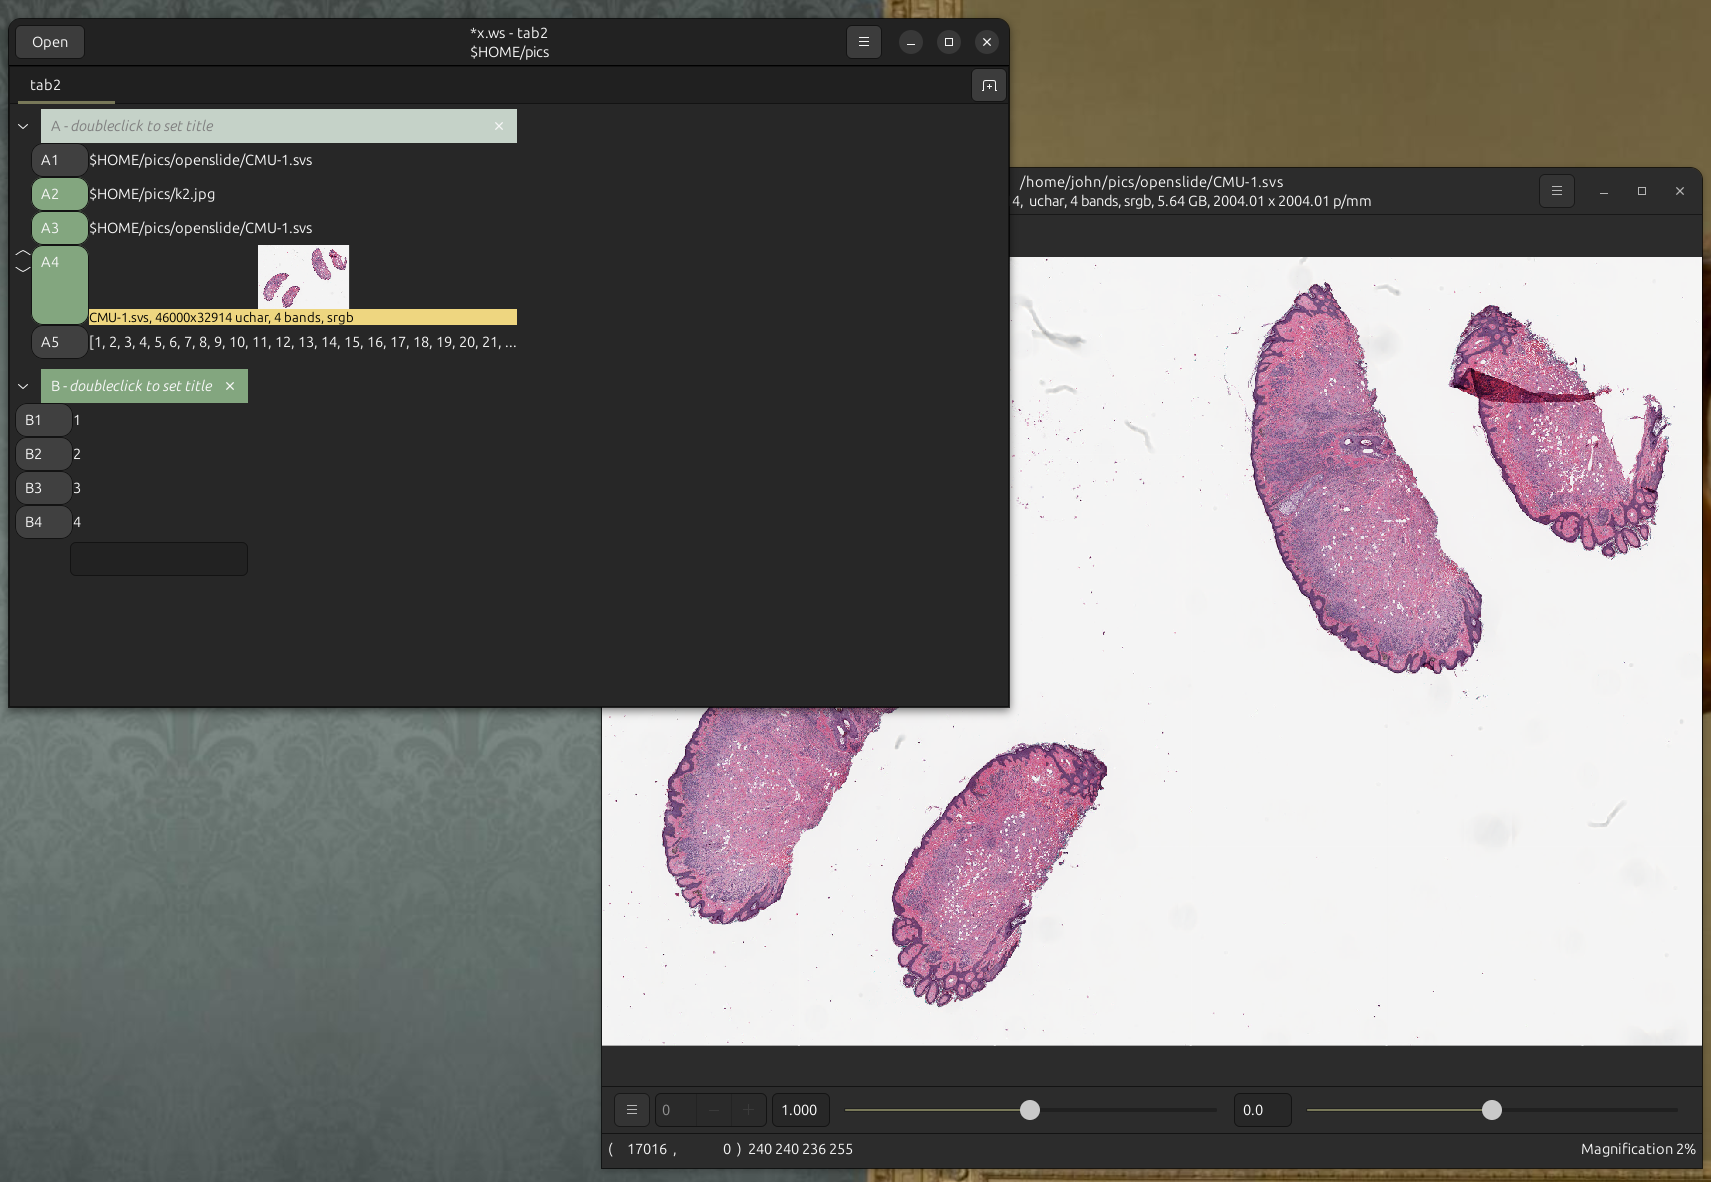 Open
*x.ws - tab2
$HOME/pics
tab2
A - doubleclick to set title
A1 $HOME/pics/openslide/CMU-1.svs
A2 $HOME/pics/k2.jpg
A3 $HOME/pics/openslide/CMU-1.svs
A4
CMU-1.svs, 46000x32914 uchar, 4 bands, srgb
A5 [1, 2, 3, 4, 5, 6, 7, 8, 9, 10, 11, 12, 13, 14, 15, 16, 17, 18, 19, 20, 21, ...
B - doubleclick to set title
B1 1
B2 2
B3 3
B4 4
/home/john/pics/openslide/CMU-1.svs
4, uchar, 4 bands, srgb, 5.64 GB, 2004.01 x 2004.01 p/mm
0 1.000 0.0
( 17016 , 0 ) 240 240 236 255 Magnification 2%